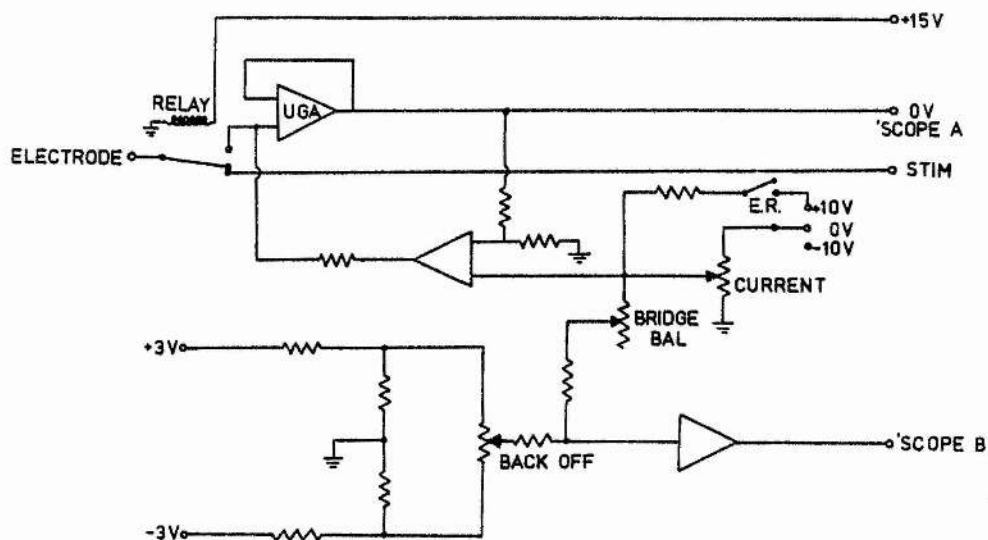 +15V
RELAY
UGA
0V
'SCOPE A
ELECTRODE
STIM
E.R.
+10V
0V
-10V
CURRENT
BRIDGE
BAL
+3V
BACK OFF
'SCOPE B
-3V